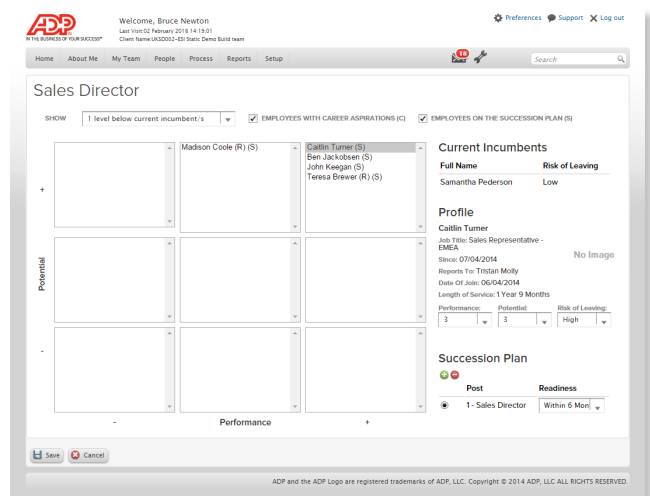 ADP
IN THE BUSINESS OF YOUR SUCCESS®
Welcome, Bruce Newton
Last Visit:02 February 2016 14:19:01
Client Name:UKSD002-ESI Static Demo Build team
Preferences Support Log out
Home About Me My Team People Process Reports Setup
18
Search
Sales Director
SHOW 1 level below current incumbent/s EMPLOYEES WITH CAREER ASPIRATIONS (C) EMPLOYEES ON THE SUCCESSION PLAN (S)
Madison Coole (R) (S)
Caitlin Turner (S)
Ben Jackobsen (S)
John Keegan (S)
Teresa Brewer (R) (S)
+
Potential
-
- Performance +
Current Incumbents
Full Name Risk of Leaving
Samantha Pederson Low
Profile
Caitlin Turner
Job Title: Sales Representative -
EMEA
Since: 07/04/2014
Reports To: Tristan Molly
Date Of Join: 06/04/2014
Length of Service: 1 Year 9 Months
No Image
Performance: Potential: Risk of Leaving:
3 3 High
Succession Plan
Post Readiness
1 - Sales Director Within 6 Mon
Save Cancel
ADP and the ADP Logo are registered trademarks of ADP, LLC. Copyright © 2014 ADP, LLC ALL RIGHTS RESERVED.